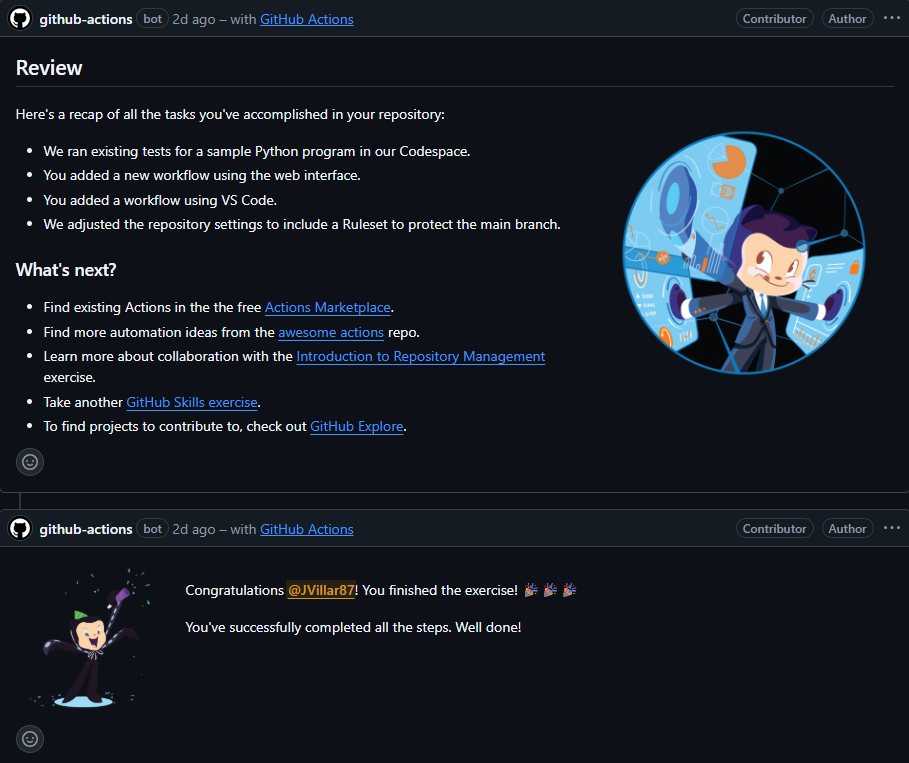 github-actions bot 2d ago – with GitHub Actions Contributor Author
Review
Here's a recap of all the tasks you've accomplished in your repository:
We ran existing tests for a sample Python program in our Codespace.
You added a new workflow using the web interface.
You added a workflow using VS Code.
We adjusted the repository settings to include a Ruleset to protect the main branch.
What's next?
Find existing Actions in the the free Actions Marketplace.
Find more automation ideas from the awesome actions repo.
Learn more about collaboration with the Introduction to Repository Management
exercise.
Take another GitHub Skills exercise.
To find projects to contribute to, check out GitHub Explore.
github-actions bot 2d ago – with GitHub Actions Contributor Author
Congratulations @JVillar87! You finished the exercise! 🎉 🎉 🎉
You've successfully completed all the steps. Well done!